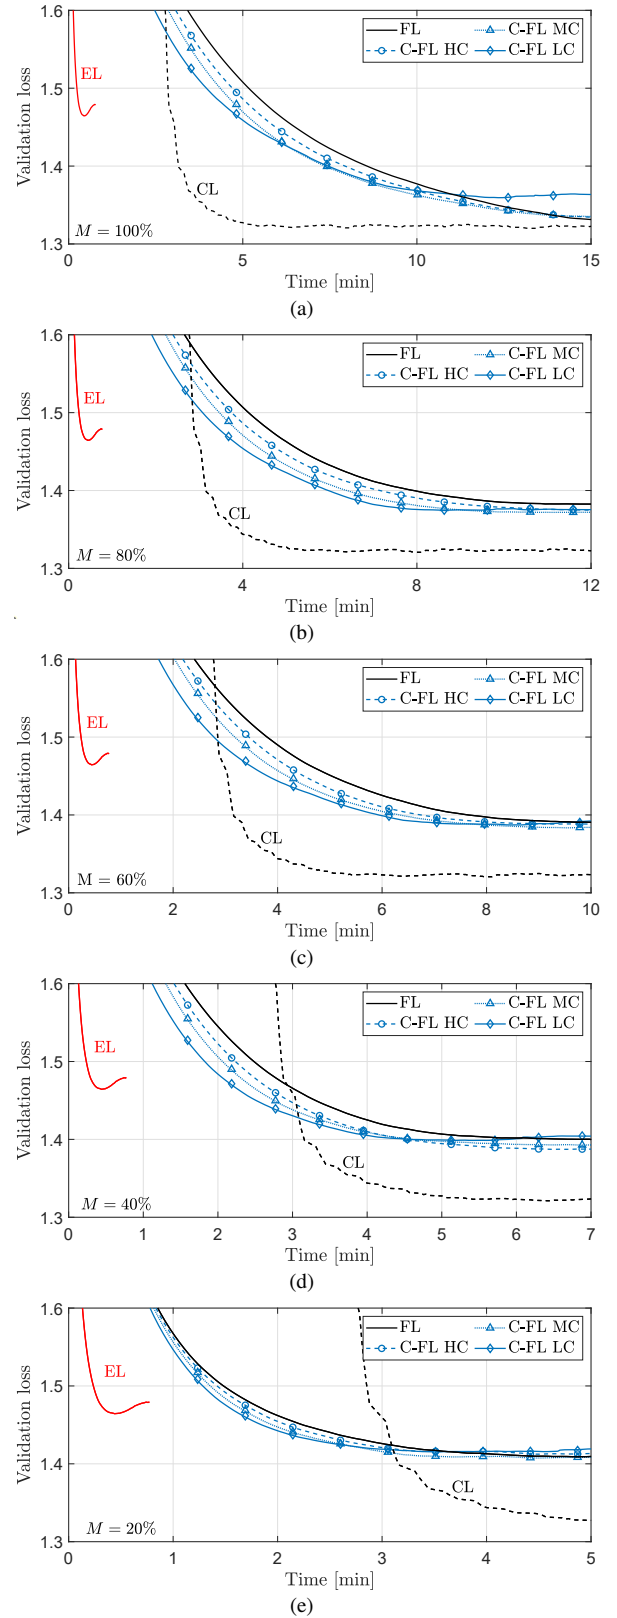 1.6
FL
C-FL MC
C-FL HC
C-FL LC
EL
1.5
Validation loss
1.4
CL
M = 100%
1.3
0
5
10
15
Time [min]
(a)
1.6
FL
C-FL MC
C-FL HC
C-FL LC
EL
1.5
Validation loss
1.4
CL
M = 80%
1.3
0
4
8
12
Time [min]
(b)
1.6
FL
C-FL MC
C-FL HC
C-FL LC
EL
1.5
Validation loss
1.4
CL
M = 60%
1.3
0
2
4
6
8
10
Time [min]
(c)
1.6
FL
C-FL MC
C-FL HC
C-FL LC
EL
1.5
Validation loss
1.4
CL
M = 40%
1.3
0
1
2
3
4
5
6
7
Time [min]
(d)
1.6
FL
C-FL MC
C-FL HC
C-FL LC
EL
1.5
Validation loss
1.4
CL
M = 20%
1.3
0
1
2
3
4
5
Time [min]
(e)